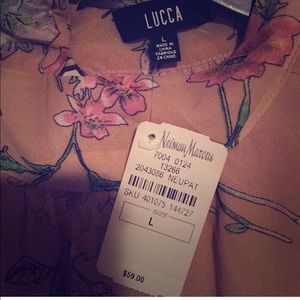 LUCCA
L
MADE IN
CHINA
FABRIQUÉ
EN CHINE
Neiman Marcus
7004 0124
13266
2043086 NEUPAT
SKU 401075 144727
SIZE
L
$59.00